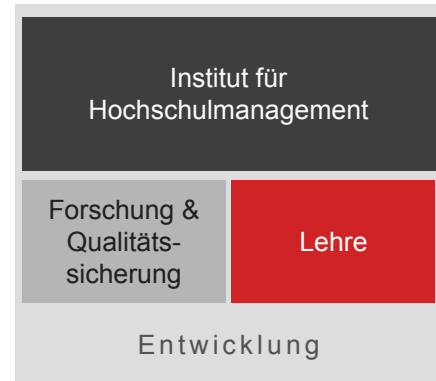 Institut für
Hochschulmanagement
Forschung &
Qualitäts-
sicherung
Lehre
Entwicklung